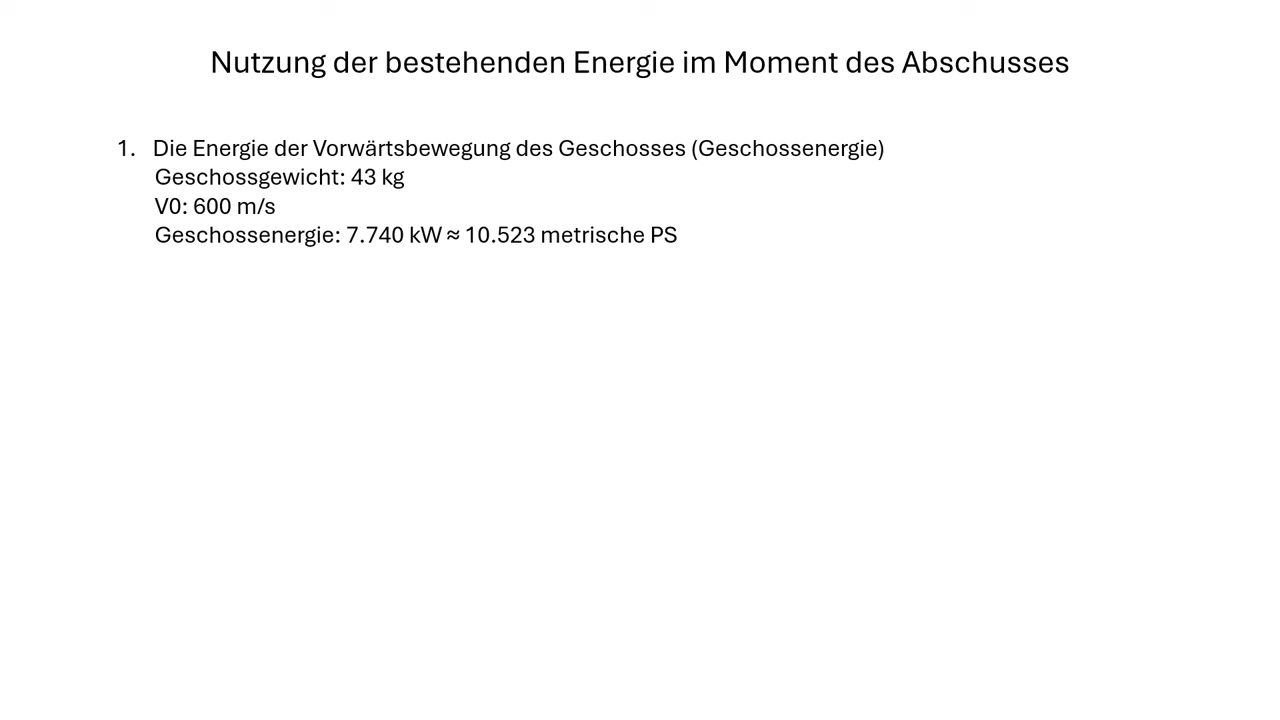 Nutzung der bestehenden Energie im Moment des Abschusses
1. Die Energie der Vorwärtsbewegung des Geschosses (Geschossenergie)
Geschossgewicht: 43 kg
V0: 600 m/s
Geschossenergie: 7.740 kW ≈ 10.523 metrische PS